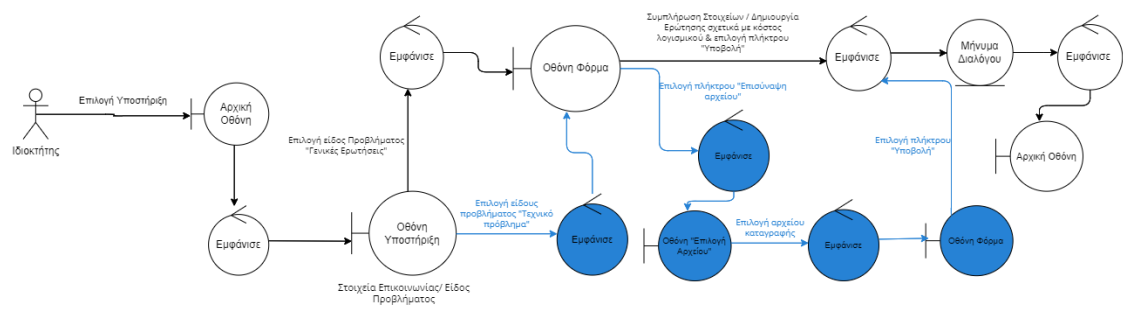 Ιδιοκτήτης
Επιλογή Υποστήριξη
Αρχική
Οθόνη
Εμφάνισε
Οθόνη
Υποστήριξη
Στοιχεία Επικοινωνίας/ Είδος
Προβλήματος
Επιλογή είδος Προβλήματος
"Γενικές Ερωτήσεις"
Εμφάνισε
Επιλογή είδους
προβλήματος "Τεχνικό
πρόβλημα"
Εμφάνισε
Οθόνη Φόρμα
Συμπλήρωση Στοιχείων / Δημιουργία
Ερώτησης σχετικά με κόστος
λογισμικού & επιλογή πλήκτρου
"Υποβολή"
Επιλογή πλήκτρου "Επισύναψη
αρχείου"
Εμφάνισε
Οθόνη "Επιλογή
Αρχείου"
Επιλογή αρχείου
καταγραφής
Εμφάνισε
Οθόνη Φόρμα
Επιλογή πλήκτρου
"Υποβολή"
Εμφάνισε
Μήνυμα
Διαλόγου
Εμφάνισε
Αρχική Οθόνη